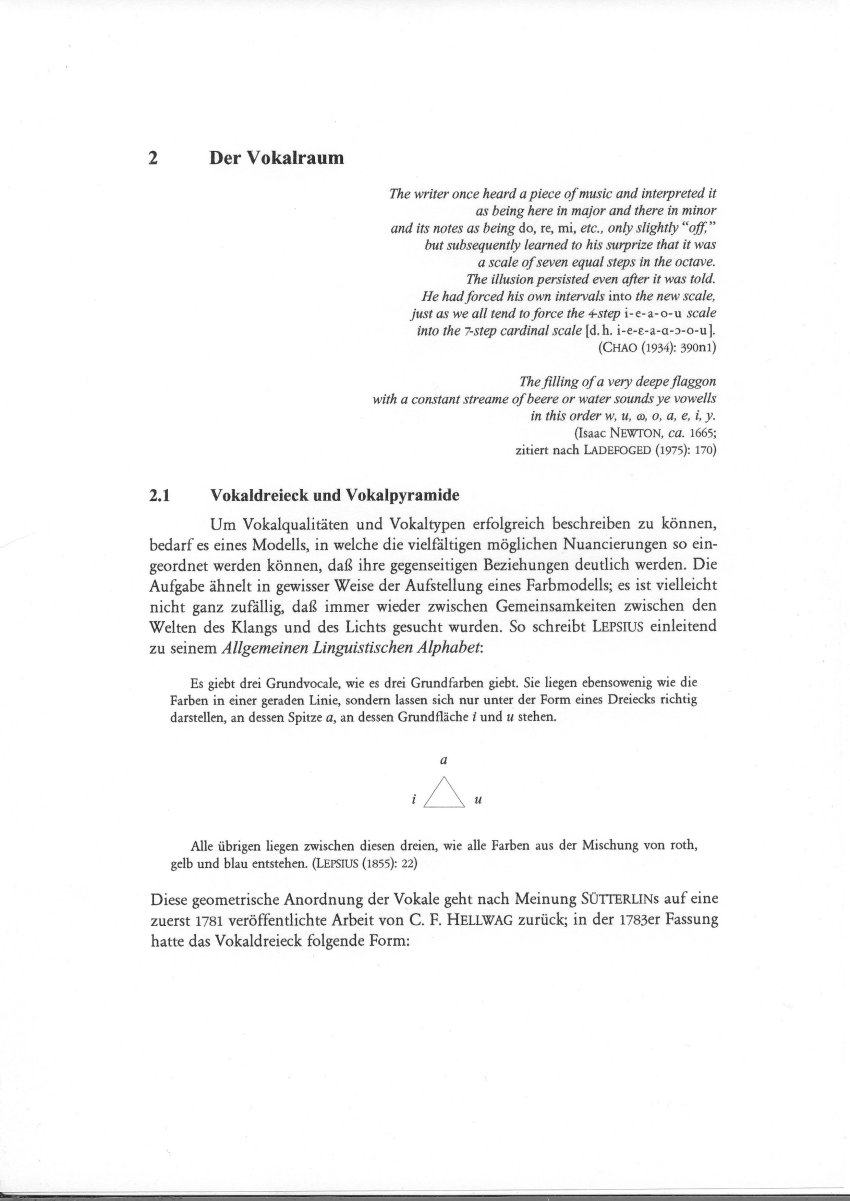 2 Der Vokalraum
The writer once heard a piece of music and interpreted it
as being here in major and there in minor
and its notes as being do, re, mi, etc., only slightly “off,”
but subsequently learned to his surprize that it was
a scale of seven equal steps in the octave.
The illusion persisted even after it was told.
He had forced his own intervals into the new scale,
just as we all tend to force the 4-step i-e-a-o-u scale
into the 7-step cardinal scale [d.h. i-e-ɛ-a-ɑ-ɔ-o-u].
(CHAO (1934): 390n1)
The filling of a very deepe flaggon
with a constant streame of beere or water sounds ye vowells
in this order w, u, ω, o, a, e, i, y.
(Isaac NEWTON, ca. 1665;
zitiert nach LADEFOGED (1975): 170)
2.1 Vokaldreieck und Vokalpyramide
Um Vokalqualitäten und Vokaltypen erfolgreich beschreiben zu können,
bedarf es eines Modells, in welche die vielfältigen möglichen Nuancierungen so ein-
geordnet werden können, daß ihre gegenseitigen Beziehungen deutlich werden. Die
Aufgabe ähnelt in gewisser Weise der Aufstellung eines Farbmodells; es ist vielleicht
nicht ganz zufällig, daß immer wieder zwischen Gemeinsamkeiten zwischen den
Welten des Klangs und des Lichts gesucht wurden. So schreibt LEPSIUS einleitend
zu seinem Allgemeinen Linguistischen Alphabet:
Es giebt drei Grundvocale, wie es drei Grundfarben giebt. Sie liegen ebensowenig wie die
Farben in einer geraden Linie, sondern lassen sich nur unter der Form eines Dreiecks richtig
darstellen, an dessen Spitze a, an dessen Grundfläche i und u stehen.
a
i u
Alle übrigen liegen zwischen diesen dreien, wie alle Farben aus der Mischung von roth,
gelb und blau entstehen. (LEPSIUS (1855): 22)
Diese geometrische Anordnung der Vokale geht nach Meinung SÜTTERLINs auf eine
zuerst 1781 veröffentlichte Arbeit von C. F. HELLWAG zurück; in der 1783er Fassung
hatte das Vokaldreieck folgende Form: